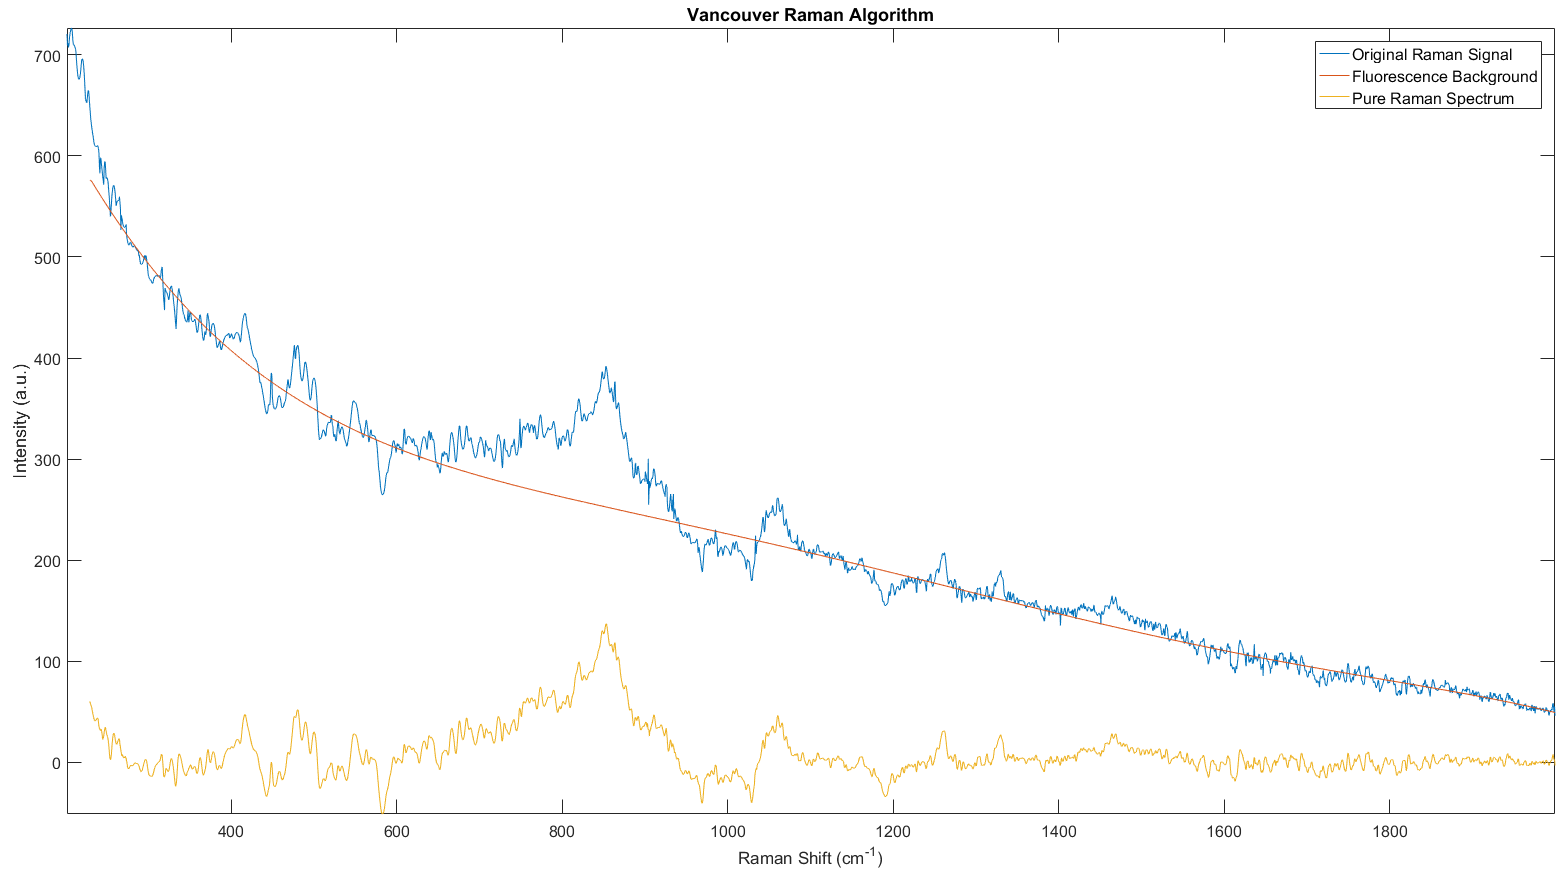 Vancouver Raman Algorithm
Original Raman Signal
Fluorescence Background
Pure Raman Spectrum
700
600
500
400
300
200
100
0
Intensity (a.u.)
400 600 800 1000 1200 1400 1600 1800
Raman Shift (cm⁻¹)